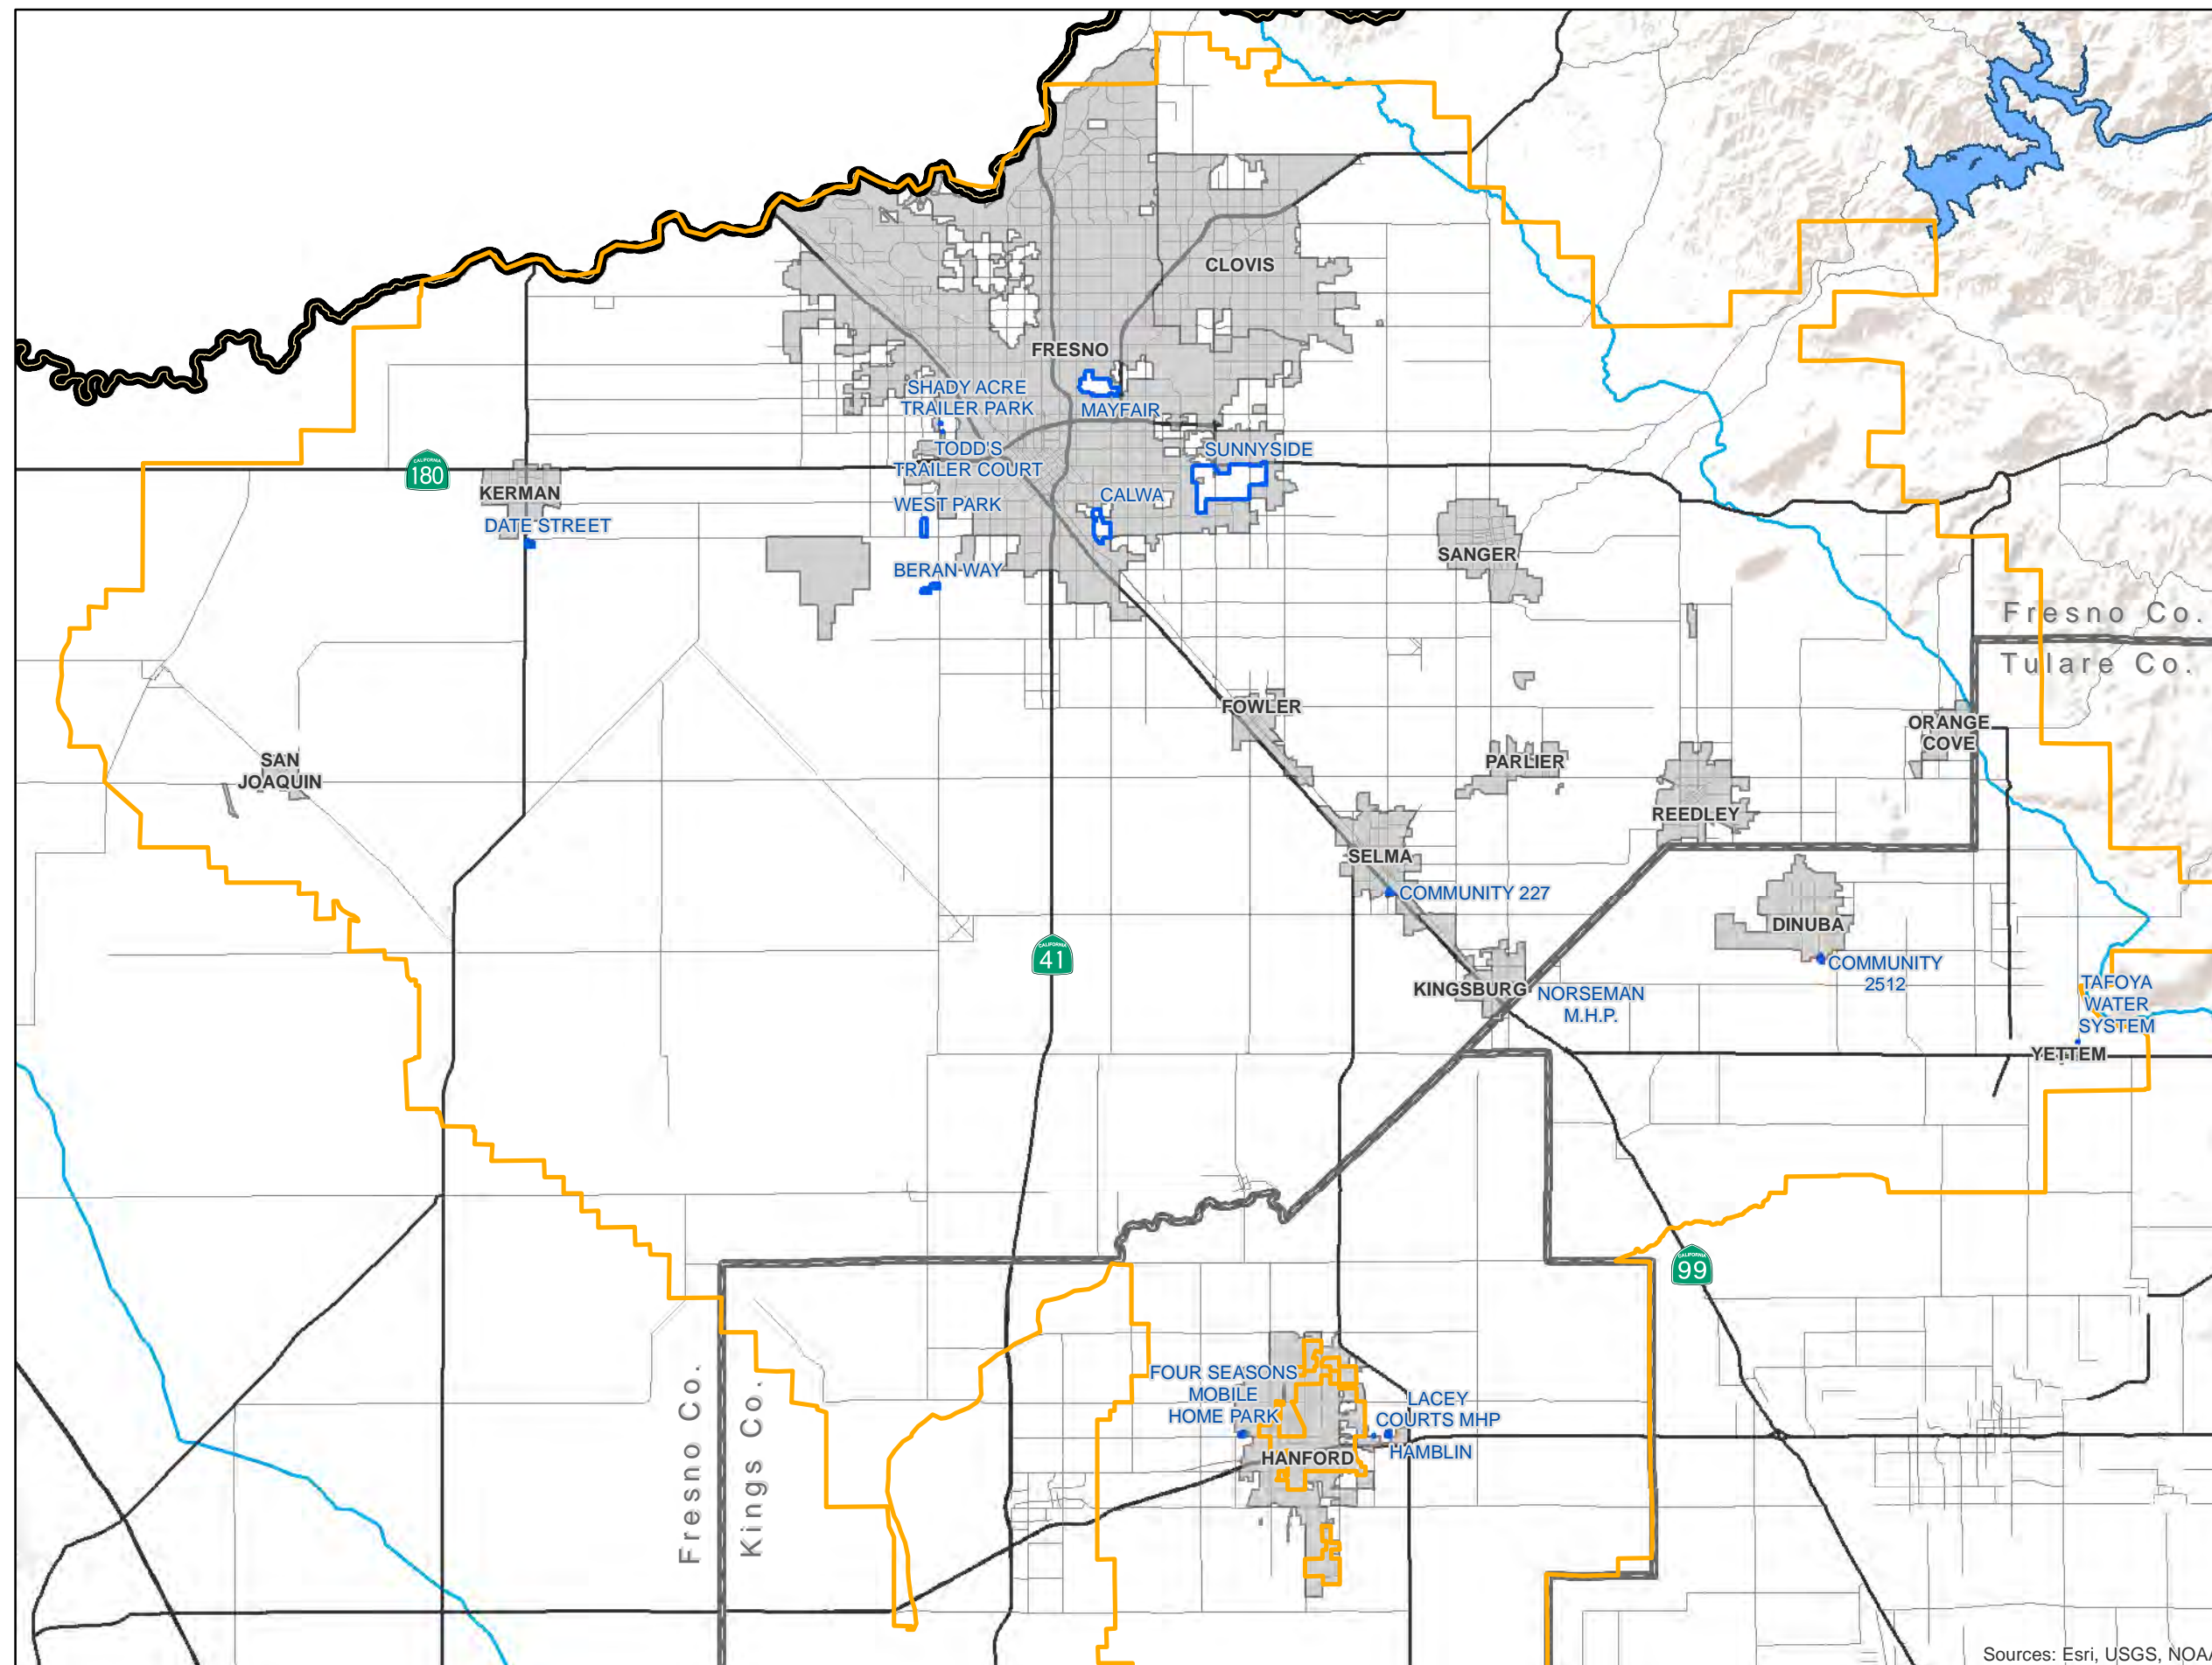 CLOVIS
FRESNO
SHADY ACRE
TRAILER PARK
MAYFAIR
TODD'S
TRAILER COURT
SUNNYSIDE
CALIFORNIA
180
KERMAN
WEST PARK
CALWA
DATE STREET
SANGER
BERAN WAY
Fresno Co.
Tulare Co.
FOWLER
ORANGE
COVE
SAN
JOAQUIN
PARLIER
REEDLEY
SELMA
COMMUNITY 227
DINUBA
CALIFORNIA
41
COMMUNITY
2512
KINGSBURG
NORSEMAN
M.H.P.
TAFOYA
WATER
SYSTEM
YETTEM
CALIFORNIA
99
Fresno Co.
Kings Co.
FOUR SEASONS
MOBILE
HOME PARK
LACEY
COURTS MHP
HAMBLIN
HANFORD
Sources: Esri, USGS, NOAA